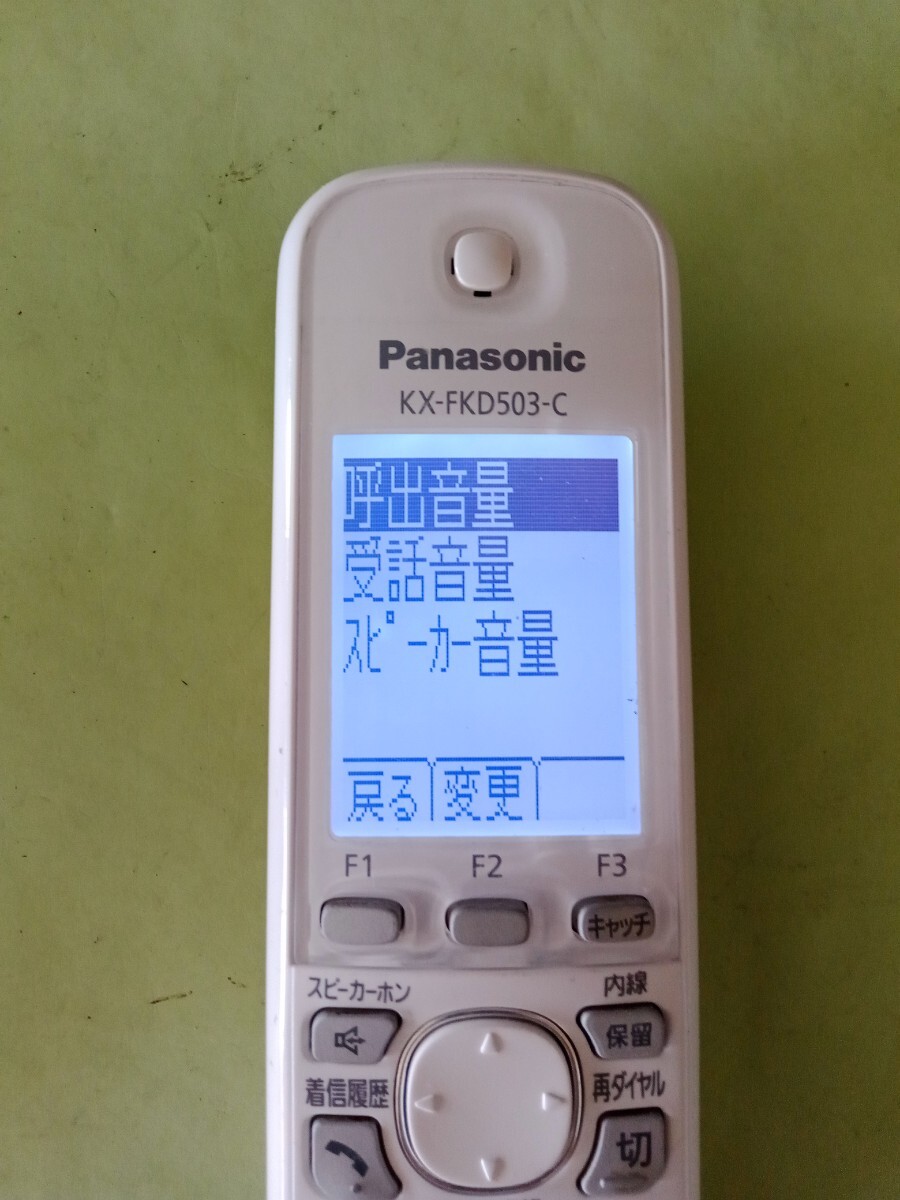 Panasonic
KX-FKD503-C
呼出音量
受話音量
スピーカー音量
戻る 変更
F1 F2 F3
キャッチ
スピーカーホン 内線
保留
着信履歴 再ダイヤル
切